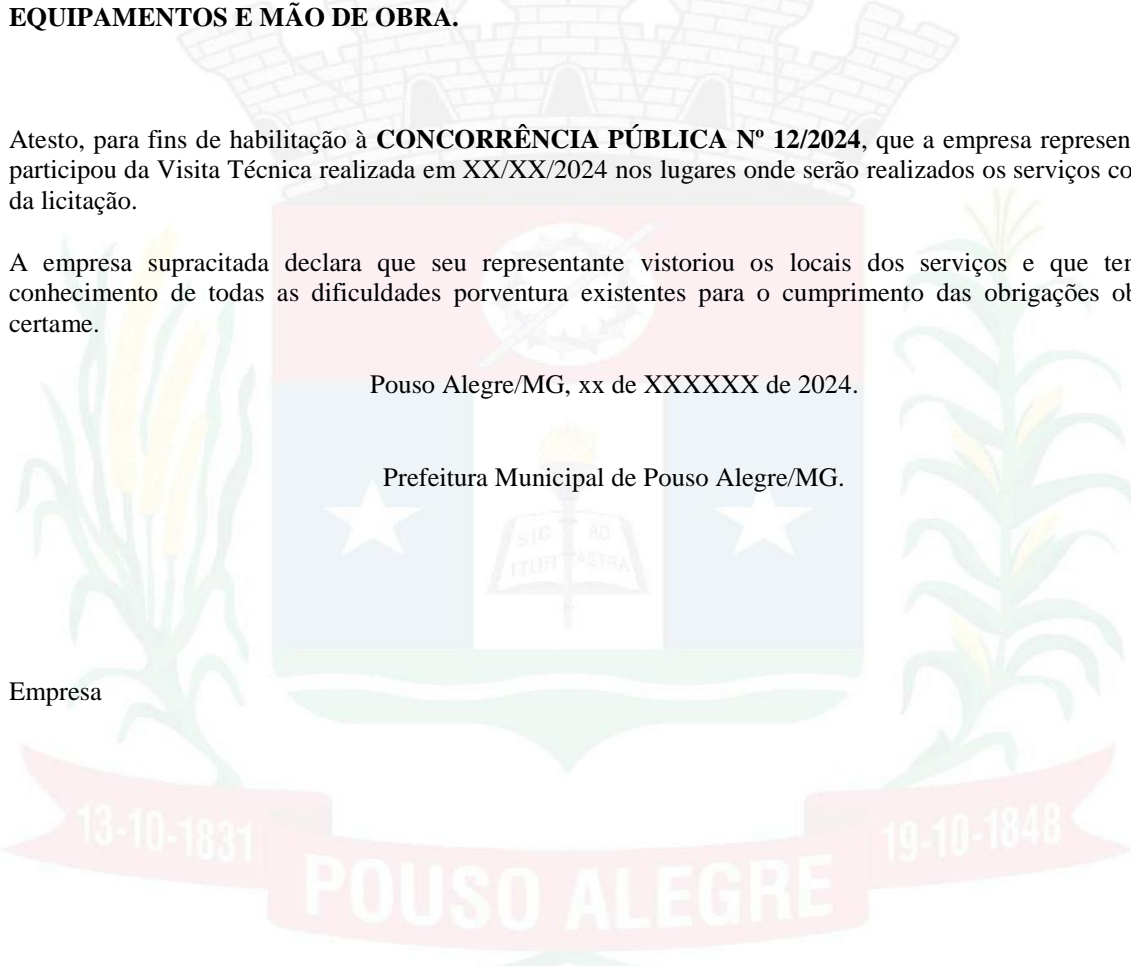 EQUIPAMENTOS E MÃO DE OBRA.
Atesto, para fins de habilitação à CONCORRÊNCIA PÚBLICA Nº 12/2024, que a empresa represen
participou da Visita Técnica realizada em XX/XX/2024 nos lugares onde serão realizados os serviços co
da licitação.
A empresa supracitada declara que seu representante vistoriou os locais dos serviços e que ter
conhecimento de todas as dificuldades porventura existentes para o cumprimento das obrigações ob
certame.
Pouso Alegre/MG, xx de XXXXXX de 2024.
Prefeitura Municipal de Pouso Alegre/MG.
SIC AD
ITUR ASTRA
Empresa
13-10-1831
19-10-1848
POUSO ALEGRE